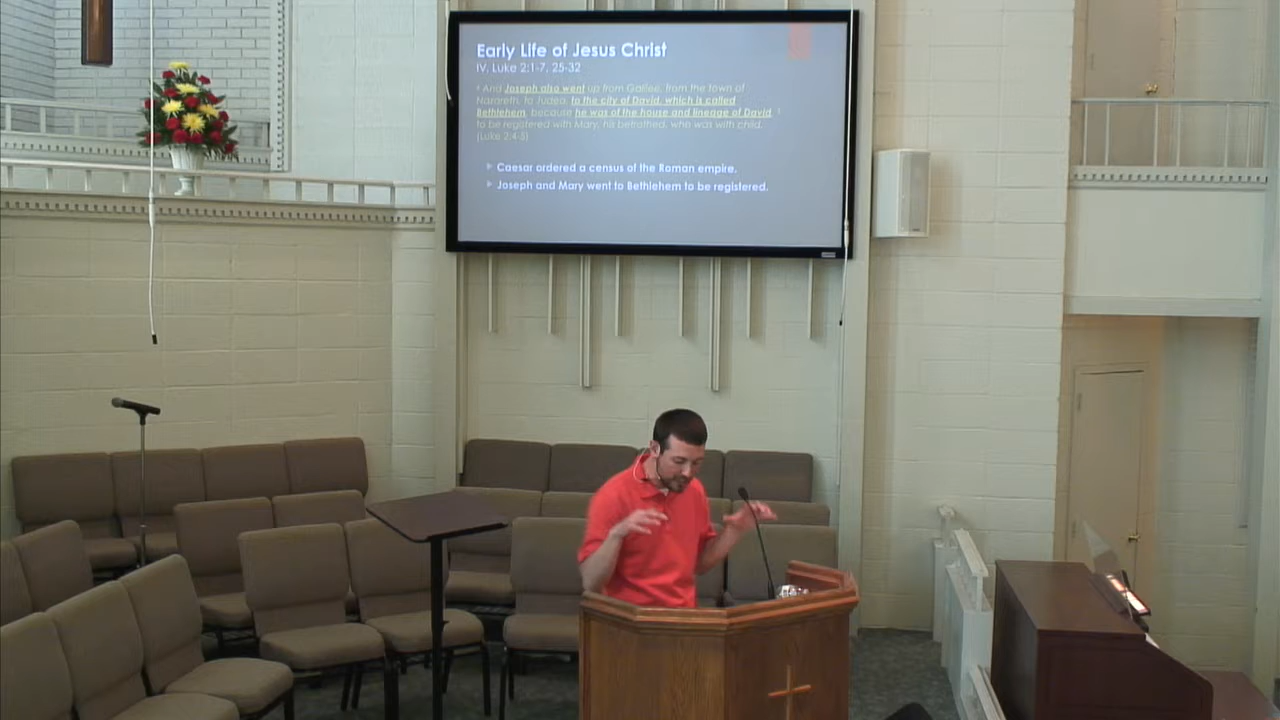 Early Life of Jesus Christ
IV. Luke 2:1-7, 25-32
⁴ And Joseph also went up from Galilee, from the town of
Nazareth, to Judea, to the city of David, which is called
Bethlehem, because he was of the house and lineage of David, ⁵
to be registered with Mary, his betrothed, who was with child.
(Luke 2:4-5)
Caesar ordered a census of the Roman empire.
Joseph and Mary went to Bethlehem to be registered.